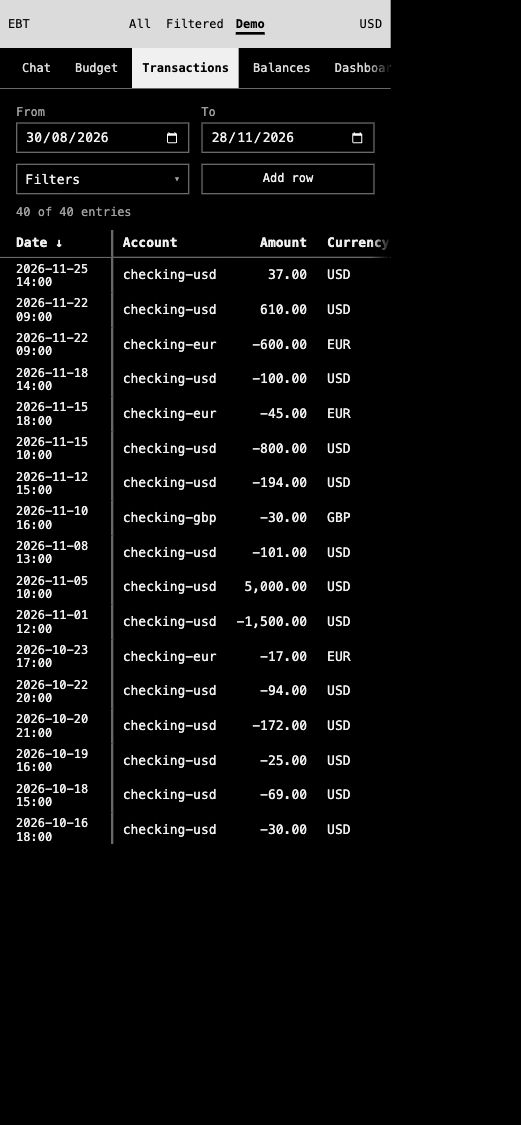 EBT All Filtered Demo USD
Chat Budget Transactions Balances Dashboar
From To
30/08/2026 28/11/2026
Filters Add row
40 of 40 entries
Date ↓ Account Amount Currency
2026-11-25 14:00 checking-usd 37.00 USD
2026-11-22 09:00 checking-usd 610.00 USD
2026-11-22 09:00 checking-eur -600.00 EUR
2026-11-18 14:00 checking-usd -100.00 USD
2026-11-15 18:00 checking-eur -45.00 EUR
2026-11-15 10:00 checking-usd -800.00 USD
2026-11-12 15:00 checking-usd -194.00 USD
2026-11-10 16:00 checking-gbp -30.00 GBP
2026-11-08 13:00 checking-usd -101.00 USD
2026-11-05 10:00 checking-usd 5,000.00 USD
2026-11-01 12:00 checking-usd -1,500.00 USD
2026-10-23 17:00 checking-eur -17.00 EUR
2026-10-22 20:00 checking-usd -94.00 USD
2026-10-20 21:00 checking-usd -172.00 USD
2026-10-19 16:00 checking-usd -25.00 USD
2026-10-18 15:00 checking-usd -69.00 USD
2026-10-16 18:00 checking-usd -30.00 USD